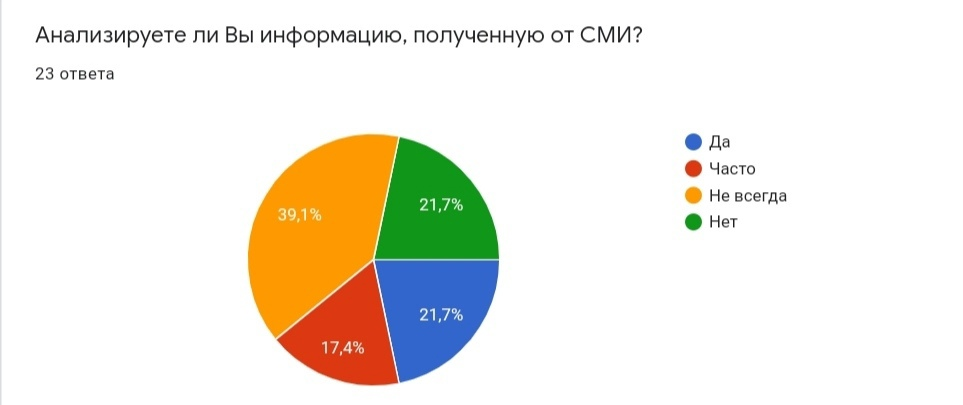 Анализируете ли Вы информацию, полученную от СМИ?
23 ответа
Да
Часто
Не всегда
Нет
39,1%
21,7%
21,7%
17,4%